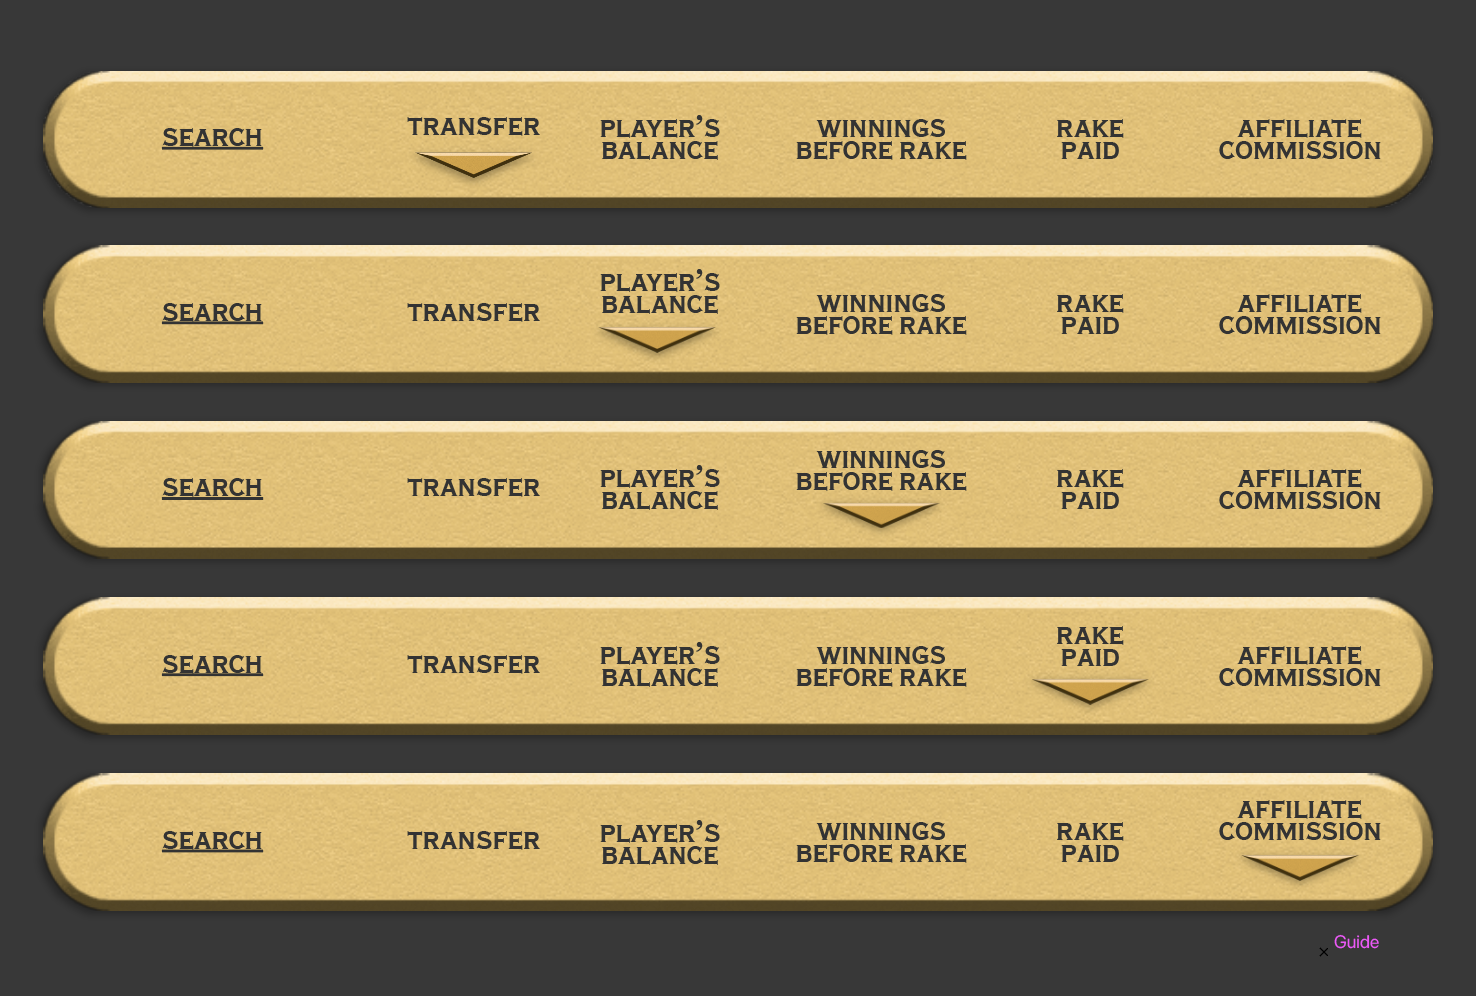 SEARCH
TRANSFER
PLAYER'S
BALANCE
WINNINGS
BEFORE RAKE
RAKE
PAID
AFFILIATE
COMMISSION
SEARCH
TRANSFER
PLAYER'S
BALANCE
WINNINGS
BEFORE RAKE
RAKE
PAID
AFFILIATE
COMMISSION
SEARCH
TRANSFER
PLAYER'S
BALANCE
WINNINGS
BEFORE RAKE
RAKE
PAID
AFFILIATE
COMMISSION
SEARCH
TRANSFER
PLAYER'S
BALANCE
WINNINGS
BEFORE RAKE
RAKE
PAID
AFFILIATE
COMMISSION
SEARCH
TRANSFER
PLAYER'S
BALANCE
WINNINGS
BEFORE RAKE
RAKE
PAID
AFFILIATE
COMMISSION
× Guide